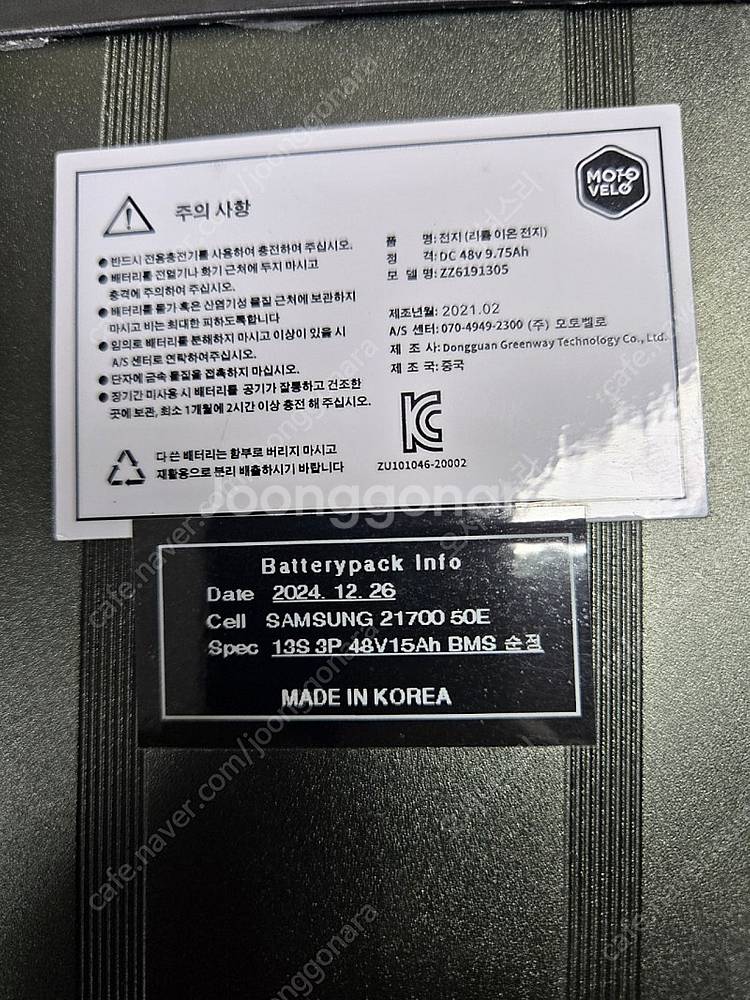 주의 사항
● 반드시 전용충전기를 사용하여 충전하여 주십시오.
● 배터리를 전열기나 화기 근처에 두지 마시고
충격에 주의하여 주십시오.
● 배터리를 물가 혹은 산염기성 물질 근처에 보관하지
마시고 비는 최대한 피하도록합니다
● 임의로 배터리를 분해하지 마시고 이상이 있을 시
A/S 센터로 연락하여주십시오.
● 단자에 금속 물질을 접촉하지 마십시오.
● 장기간 미사용 시 배터리를 공기가 잘통하고 건조한
곳에 보관, 최소 1개월에 2시간 이상 충전 해 주십시오.
다 쓴 배터리는 함부로 버리지 마시고
재활용으로 분리 배출하시기 바랍니다
MOTO
VELO
품 명: 전지 (리튬 이온 전지)
정 격: DC 48v 9.75Ah
모 델 명: ZZ6191305
제조년월: 2021.02
A/S 센터: 070-4949-2300 (주) 모토벨로
제 조 사: Dongguan Greenway Technology Co., Ltd.
제 조 국: 중국
ZU101046-20002
Batterypack Info
Date 2024. 12. 26
Cell SAMSUNG 21700 50E
Spec 13S 3P 48V15Ah BMS 순정
MADE IN KOREA
joonggonara
cafe.naver.com/joonggonara